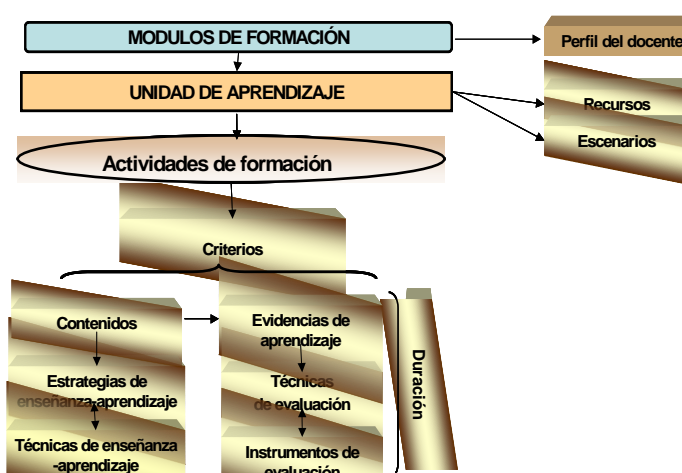 MODULOS DE FORMACIÓN
Perfil del docente
UNIDAD DE APRENDIZAJE
Recursos
Escenarios
Actividades de formación
Criterios
Contenidos
Evidencias de
aprendizaje
Duración
Estrategias de
enseñanza-aprendizaje
Técnicas
de evaluación
Técnicas de enseñanza
-aprendizaje
Instrumentos de
evaluación